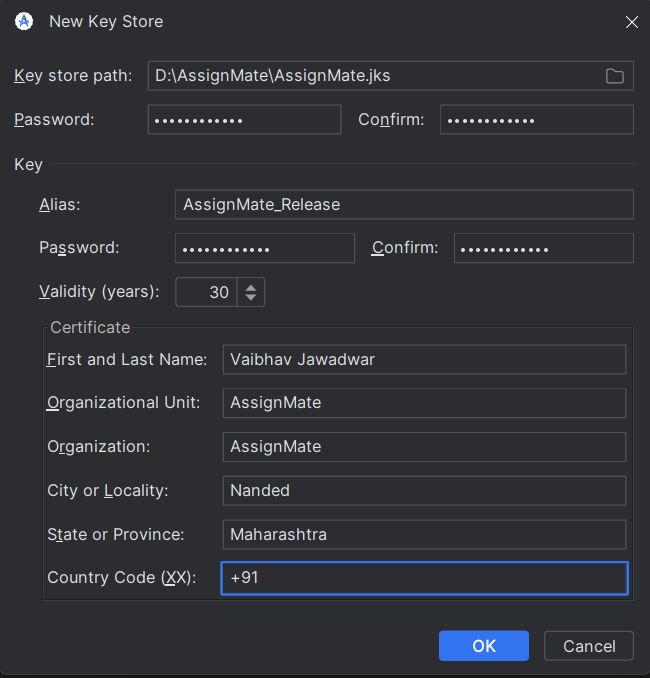 New Key Store
Key store path: D:\AssignMate\AssignMate.jks
Password: •••••••••••• Confirm: ••••••••••••
Key
Alias: AssignMate_Release
Password: •••••••••••• Confirm: ••••••••••••
Validity (years): 30
Certificate
First and Last Name: Vaibhav Jawadwar
Organizational Unit: AssignMate
Organization: AssignMate
City or Locality: Nanded
State or Province: Maharashtra
Country Code (XX): +91
OK Cancel